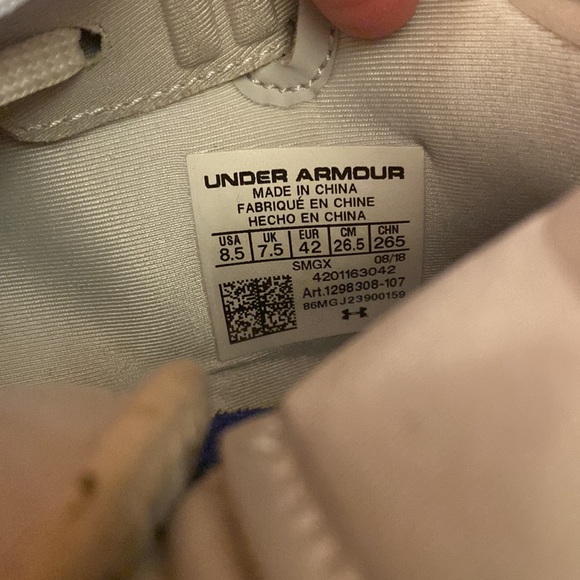 UNDER ARMOUR
MADE IN CHINA
FABRIQUÉ EN CHINE
HECHO EN CHINA
USA UK EUR CM CHN
8.5 7.5 42 26.5 265
SMGX 08/18
4201163042
Art.1298308-107
86MGJ23900159